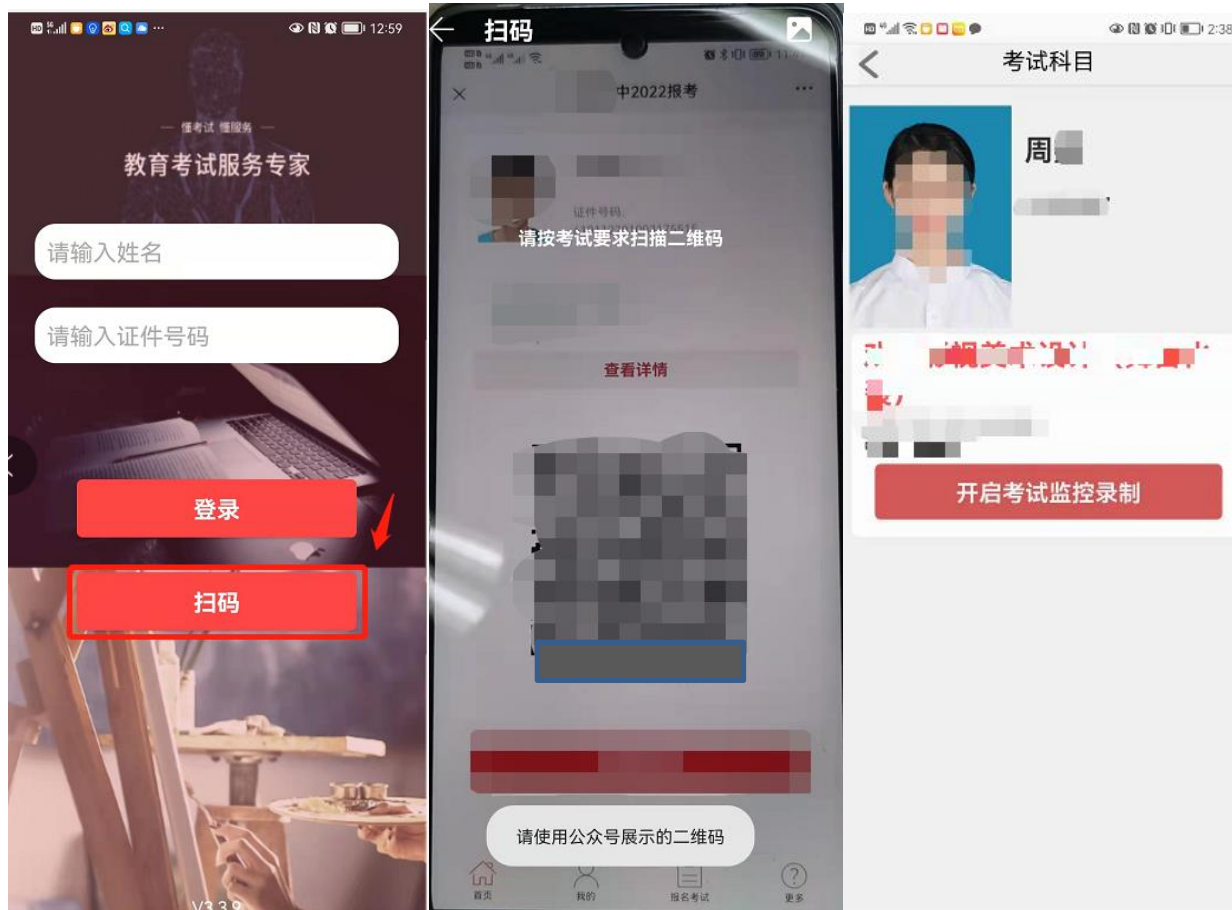 12:59
懂考试 懂服务
教育考试服务专家
请输入姓名
请输入证件号码
登录
扫码
V3.3.9
扫码
中2022报考
证件号码:
请按考试要求扫描二维码
查看详情
请使用公众号展示的二维码
首页
我的
报名考试
更多
2:38
考试科目
周
开启考试监控录制